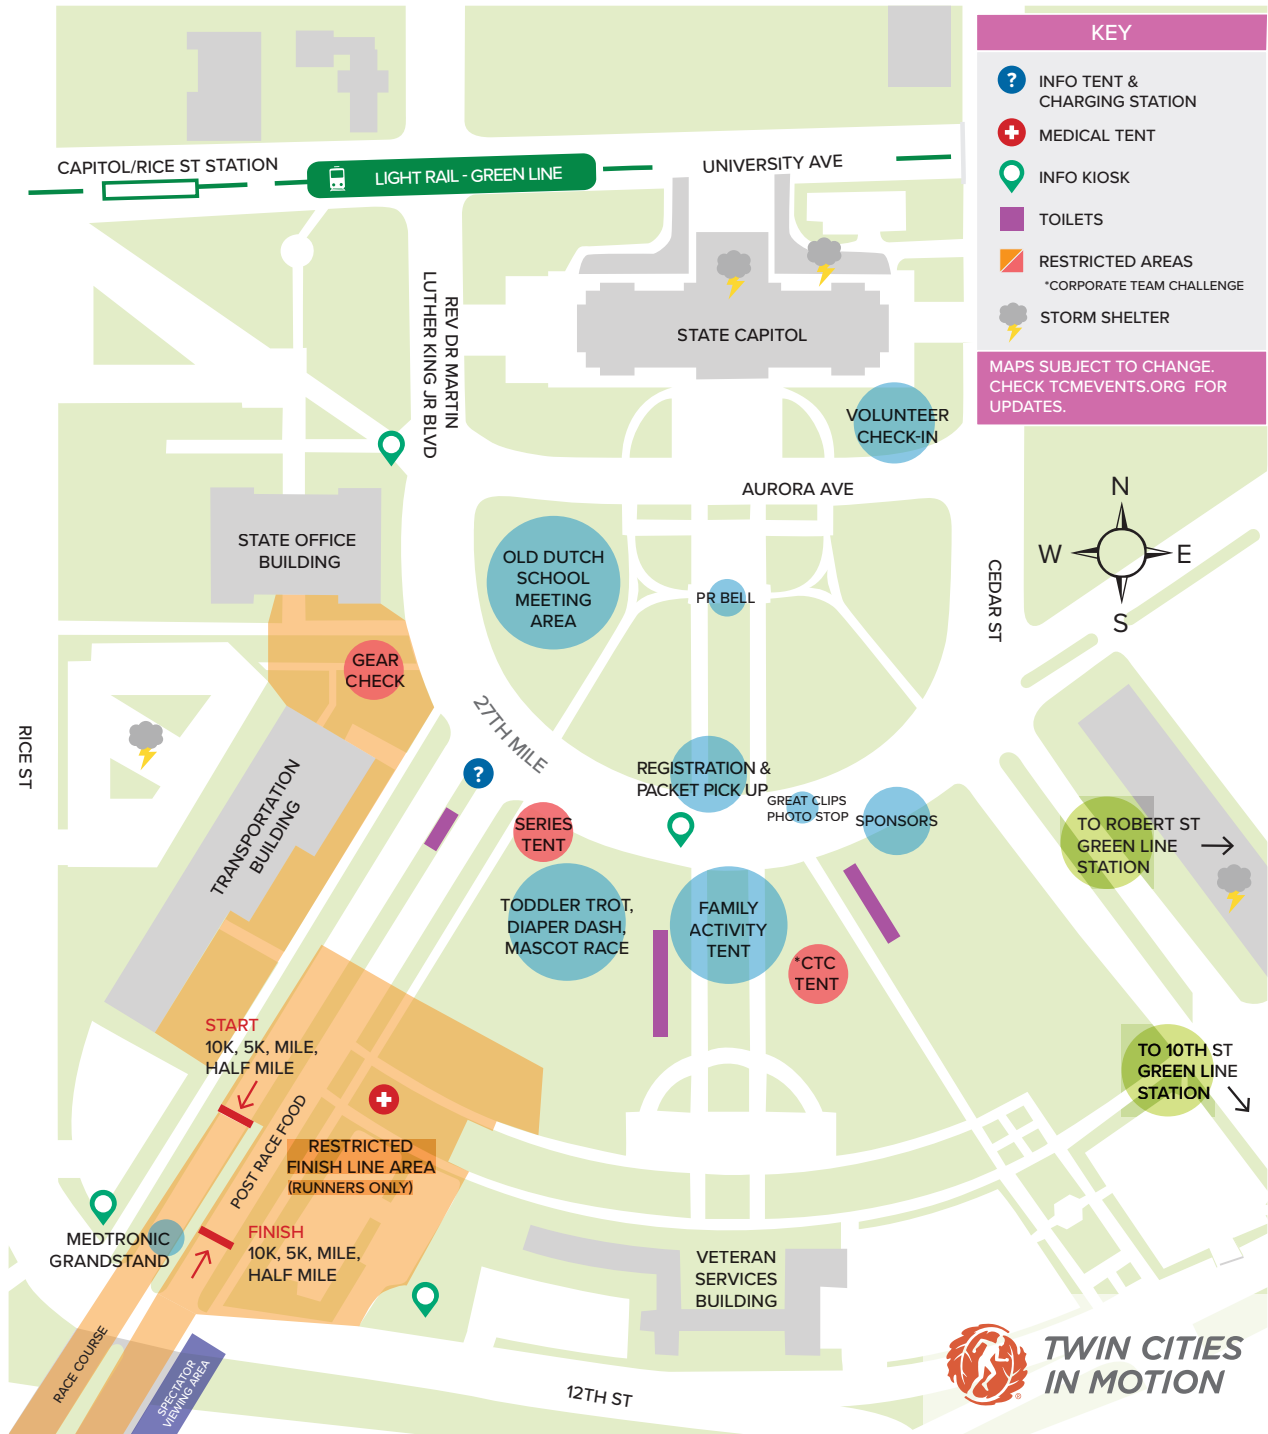 KEY
?
INFO TENT &
CHARGING STATION
MEDICAL TENT
INFO KIOSK
TOILETS
RESTRICTED AREAS
*CORPORATE TEAM CHALLENGE
STORM SHELTER
MAPS SUBJECT TO CHANGE.
CHECK TCMEVENTS.ORG FOR
UPDATES.
CAPITOL/RICE ST STATION
LIGHT RAIL - GREEN LINE
UNIVERSITY AVE
REV DR MARTIN
LUTHER KING JR BLVD
STATE CAPITOL
VOLUNTEER
CHECK-IN
AURORA AVE
N
W
E
S
STATE OFFICE
BUILDING
OLD DUTCH
SCHOOL
MEETING
AREA
PR BELL
CEDAR ST
GEAR
CHECK
27TH MILE
RICE ST
?
REGISTRATION &
PACKET PICK UP
GREAT CLIPS
PHOTO STOP
SPONSORS
TRANSPORTATION
BUILDING
SERIES
TENT
TO ROBERT ST
GREEN LINE
STATION
TODDLER TROT,
DIAPER DASH,
MASCOT RACE
FAMILY
ACTIVITY
TENT
*CTC
TENT
START
10K, 5K, MILE,
HALF MILE
TO 10TH ST
GREEN LINE
STATION
POST RACE FOOD
RESTRICTED
FINISH LINE AREA
(RUNNERS ONLY)
MEDTRONIC
GRANDSTAND
FINISH
10K, 5K, MILE,
HALF MILE
VETERAN
SERVICES
BUILDING
RACE COURSE
SPECTATOR
VIEWING AREA
12TH ST
TWIN CITIES
IN MOTION
®